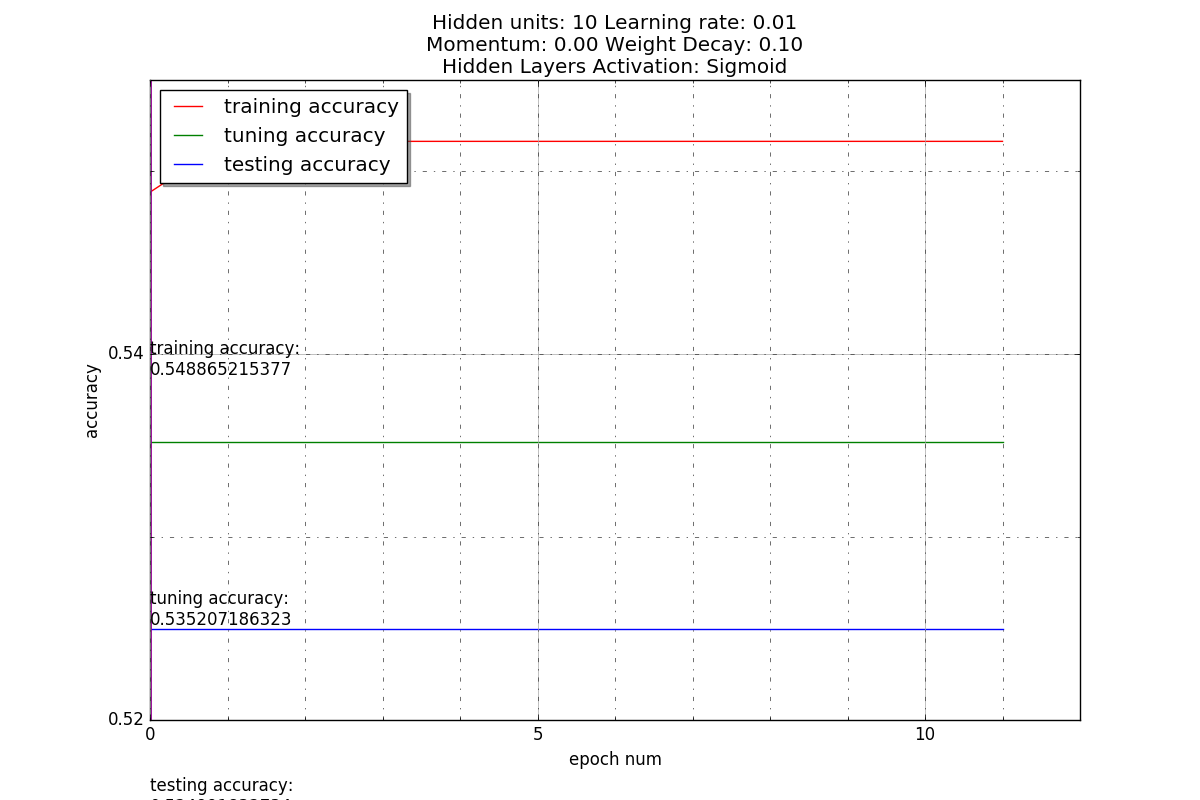 Hidden units: 10 Learning rate: 0.01
Momentum: 0.00 Weight Decay: 0.10
Hidden Layers Activation: Sigmoid
training accuracy
tuning accuracy
testing accuracy
0.54
training accuracy:
0.548865215377
accuracy
tuning accuracy:
0.535207186323
0.52
0
5
10
epoch num
testing accuracy: